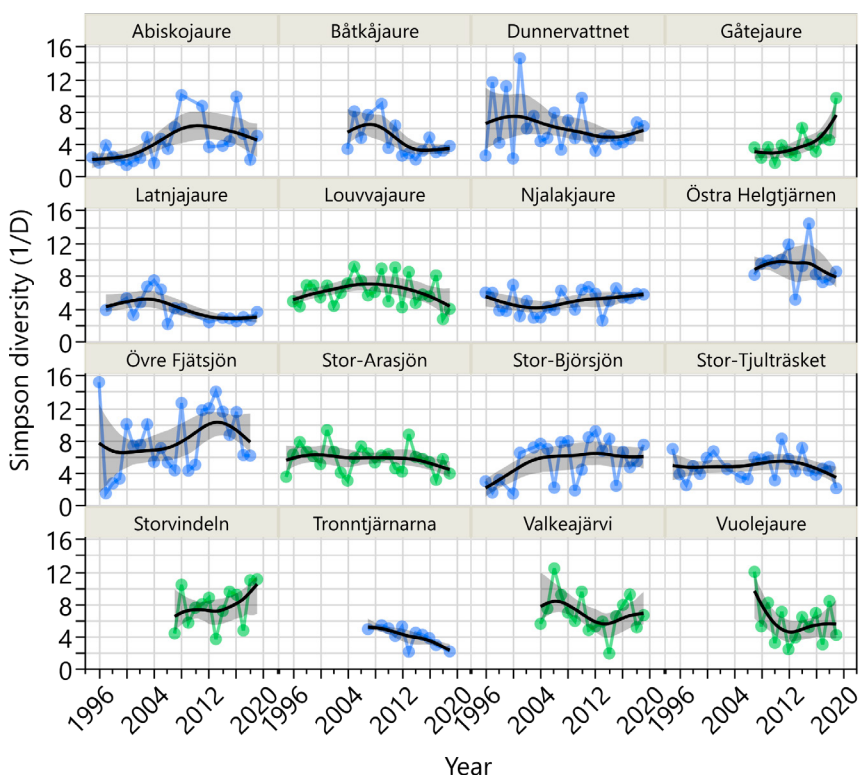 Abiskojaure Båtkåjaure Dunnervattnet Gåtejaure
16
12
8
4
0
Latnjajaure Louvvajaure Njalakjaure Östra Helgtjärnen
16
12
8
4
0
Övre Fjätsjön Stor-Arasjön Stor-Björsjön Stor-Tjulträsket
16
12
8
4
0
Storvindeln Tronntjärnarna Valkeajärvi Vuolejaure
16
12
8
4
0
Simpson diversity (1/D)
1996 2004 2012 2020 1996 2004 2012 2020 1996 2004 2012 2020 1996 2004 2012 2020
Year